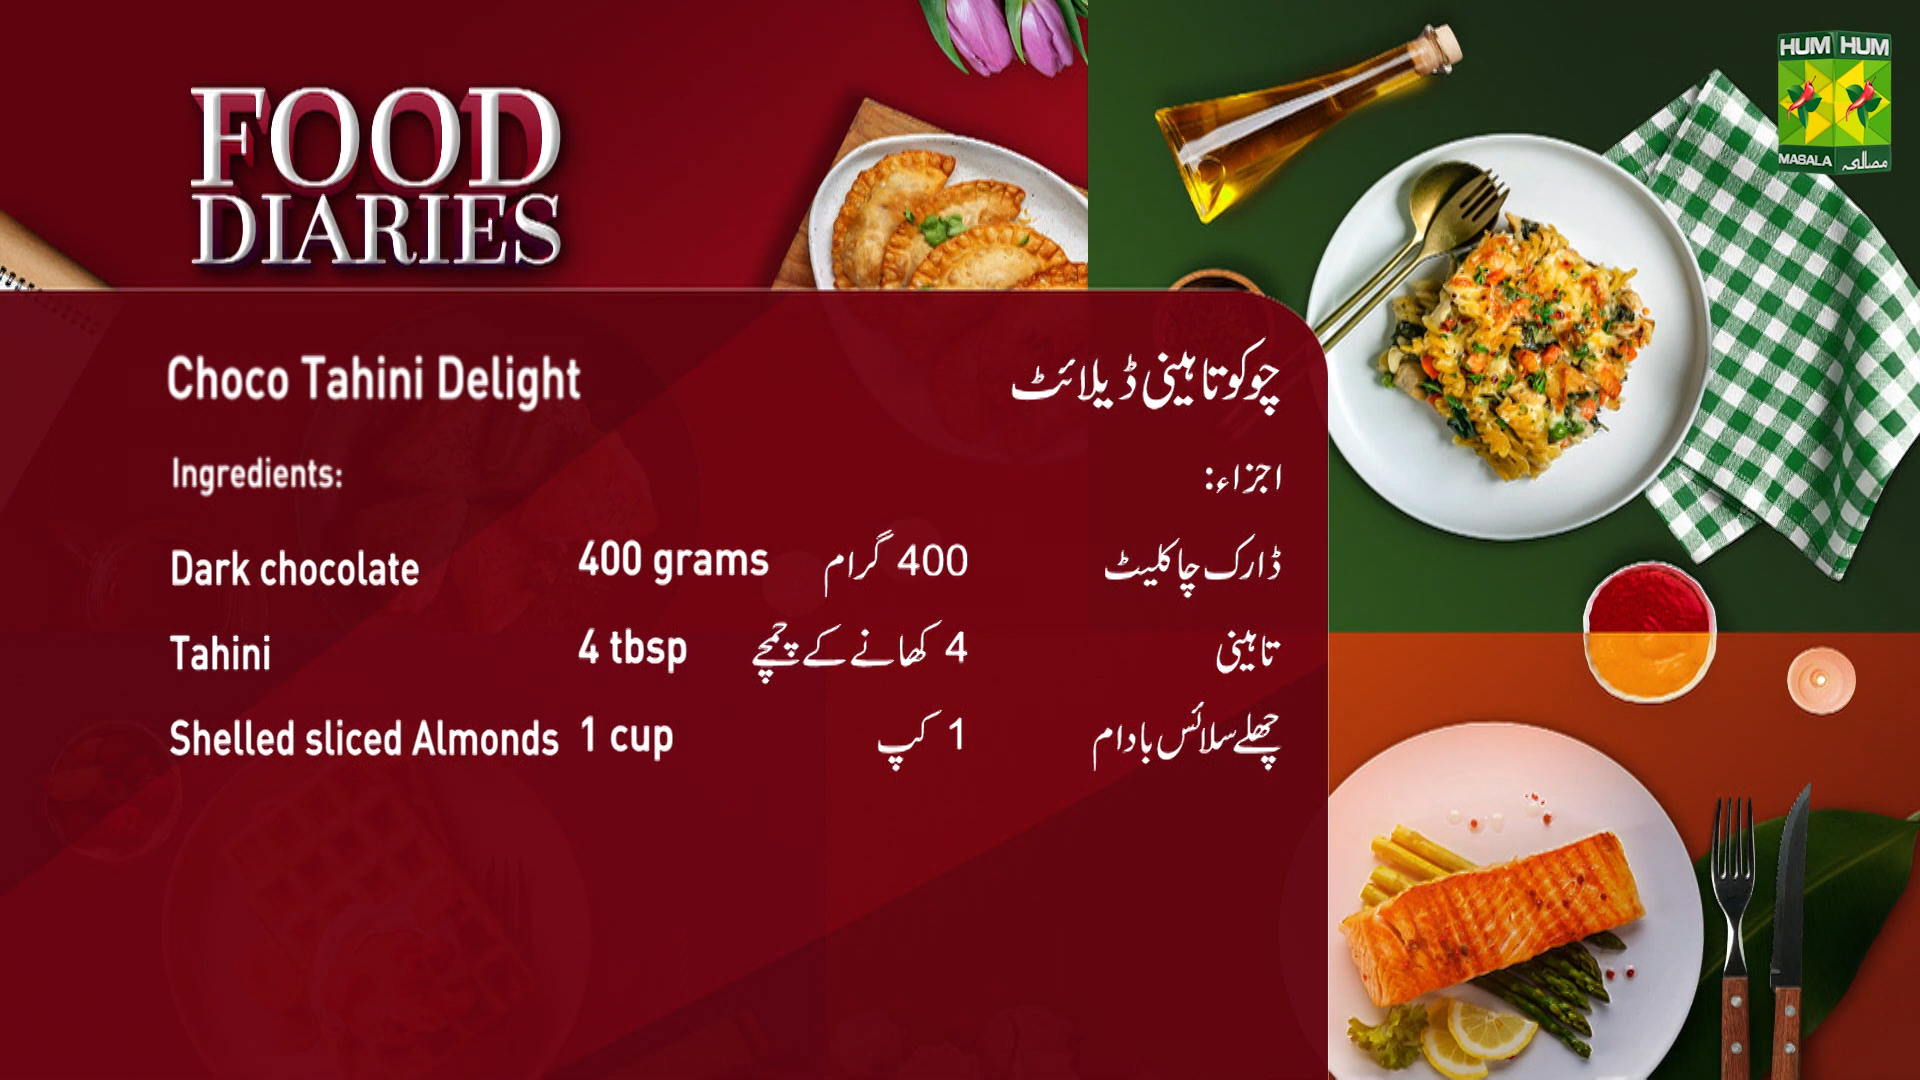 FOOD
DIARIES
HUM HUM
MASALA مصالحہ
Choco Tahini Delight چوکو تاہینی ڈیلائٹ
Ingredients: اجزاء:
Dark chocolate 400 grams 400 گرام ڈارک چاکلیٹ
Tahini 4 tbsp 4 کھانے کے چمچے تاہینی
Shelled sliced Almonds 1 cup 1 کپ چھلے سلائس بادام